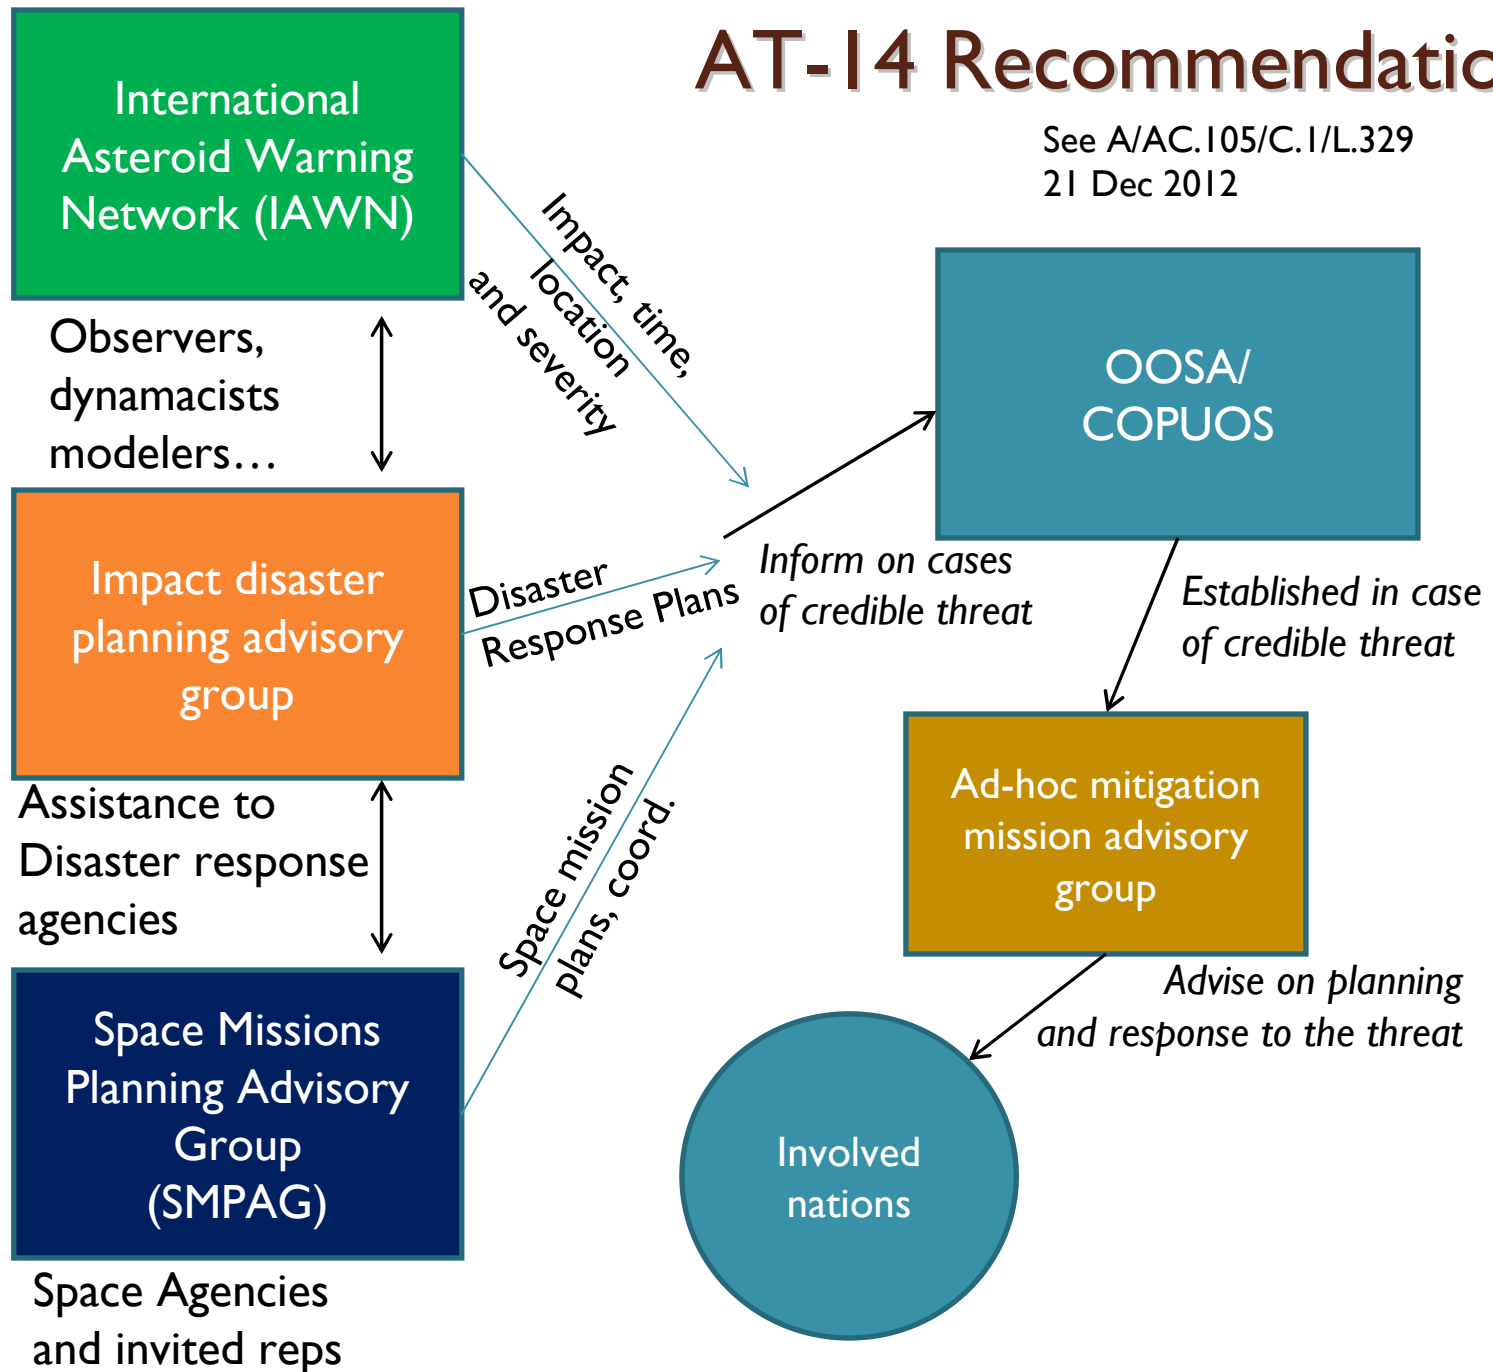 AT-14 Recommendatio
See A/AC.105/C.1/L.329
21 Dec 2012
International
Asteroid Warning
Network (IAWN)
Observers,
dynamacists
modelers…
Impact disaster
planning advisory
group
Assistance to
Disaster response
agencies
Space Missions
Planning Advisory
Group
(SMPAG)
Space Agencies
and invited reps
Impact, time,
location
and severity
Disaster
Response Plans
Space mission
plans, coord.
Inform on cases
of credible threat
OOSA/
COPUOS
Established in case
of credible threat
Ad-hoc mitigation
mission advisory
group
Advise on planning
and response to the threat
Involved
nations